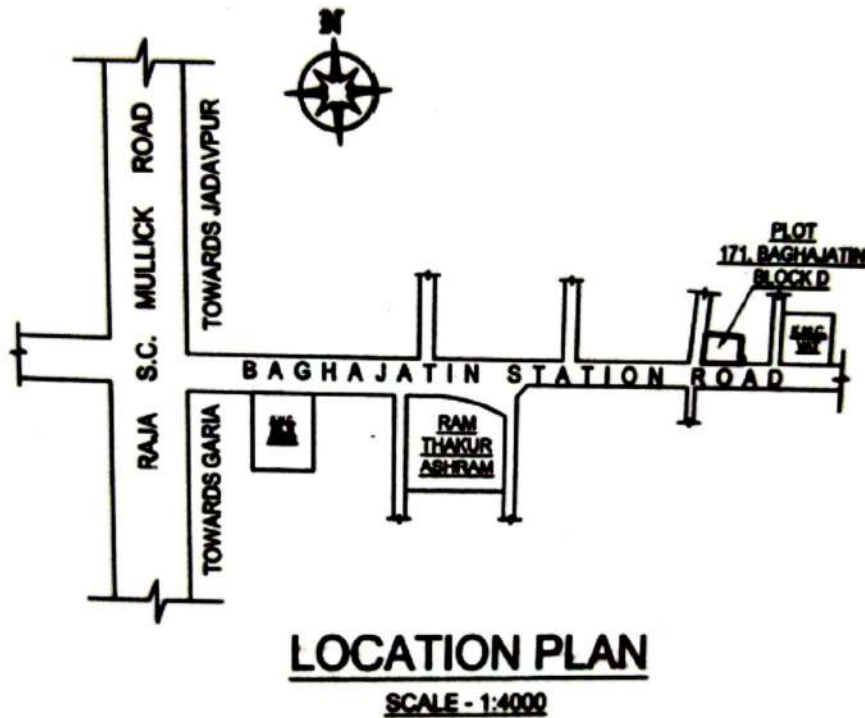 N
RAJA S.C. MULLICK ROAD
TOWARDS JADAVPUR
TOWARDS GARIA
PLOT
171, BAGHAJATIN
BLOCK D
K.M.C.
VAT
BAGHAJATIN STATION ROAD
RAM
THAKUR
ASHRAM
LOCATION PLAN
SCALE - 1:4000